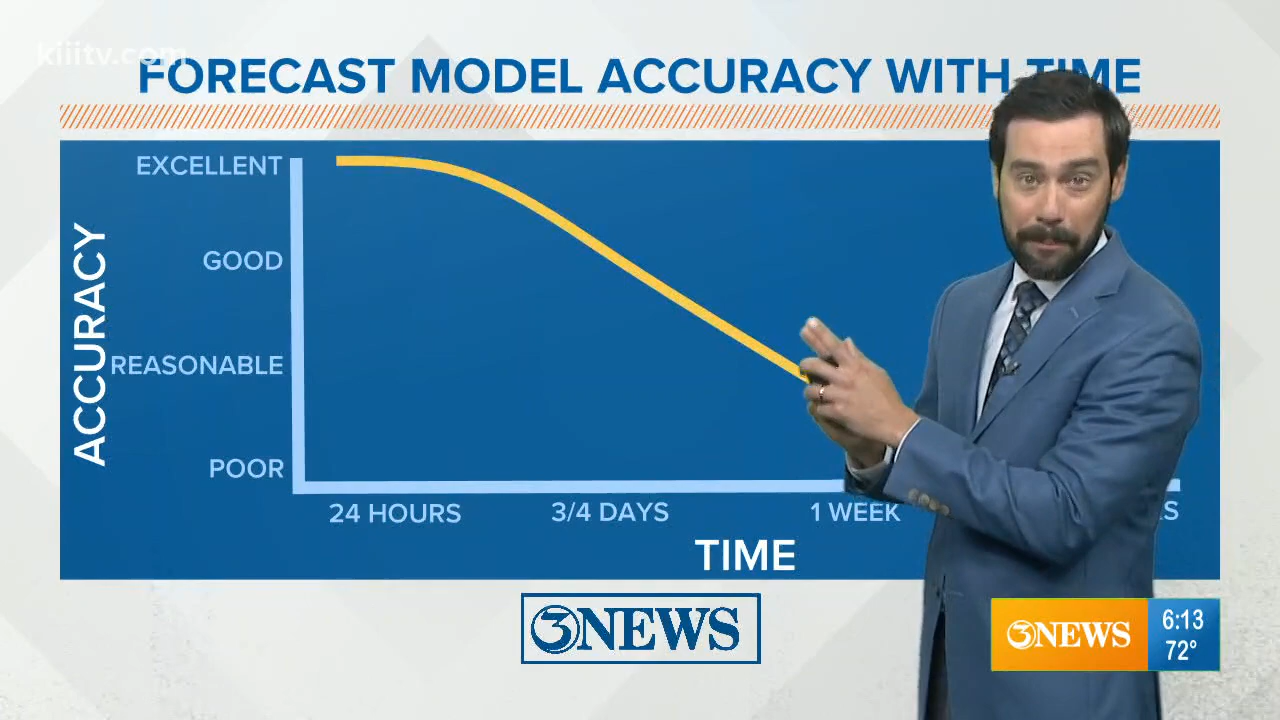 kiiitv.com
FORECAST MODEL ACCURACY WITH TIME
EXCELLENT
GOOD
REASONABLE
POOR
ACCURACY
24 HOURS 3/4 DAYS 1 WEEK
TIME
3NEWS
3NEWS
6:13
72°